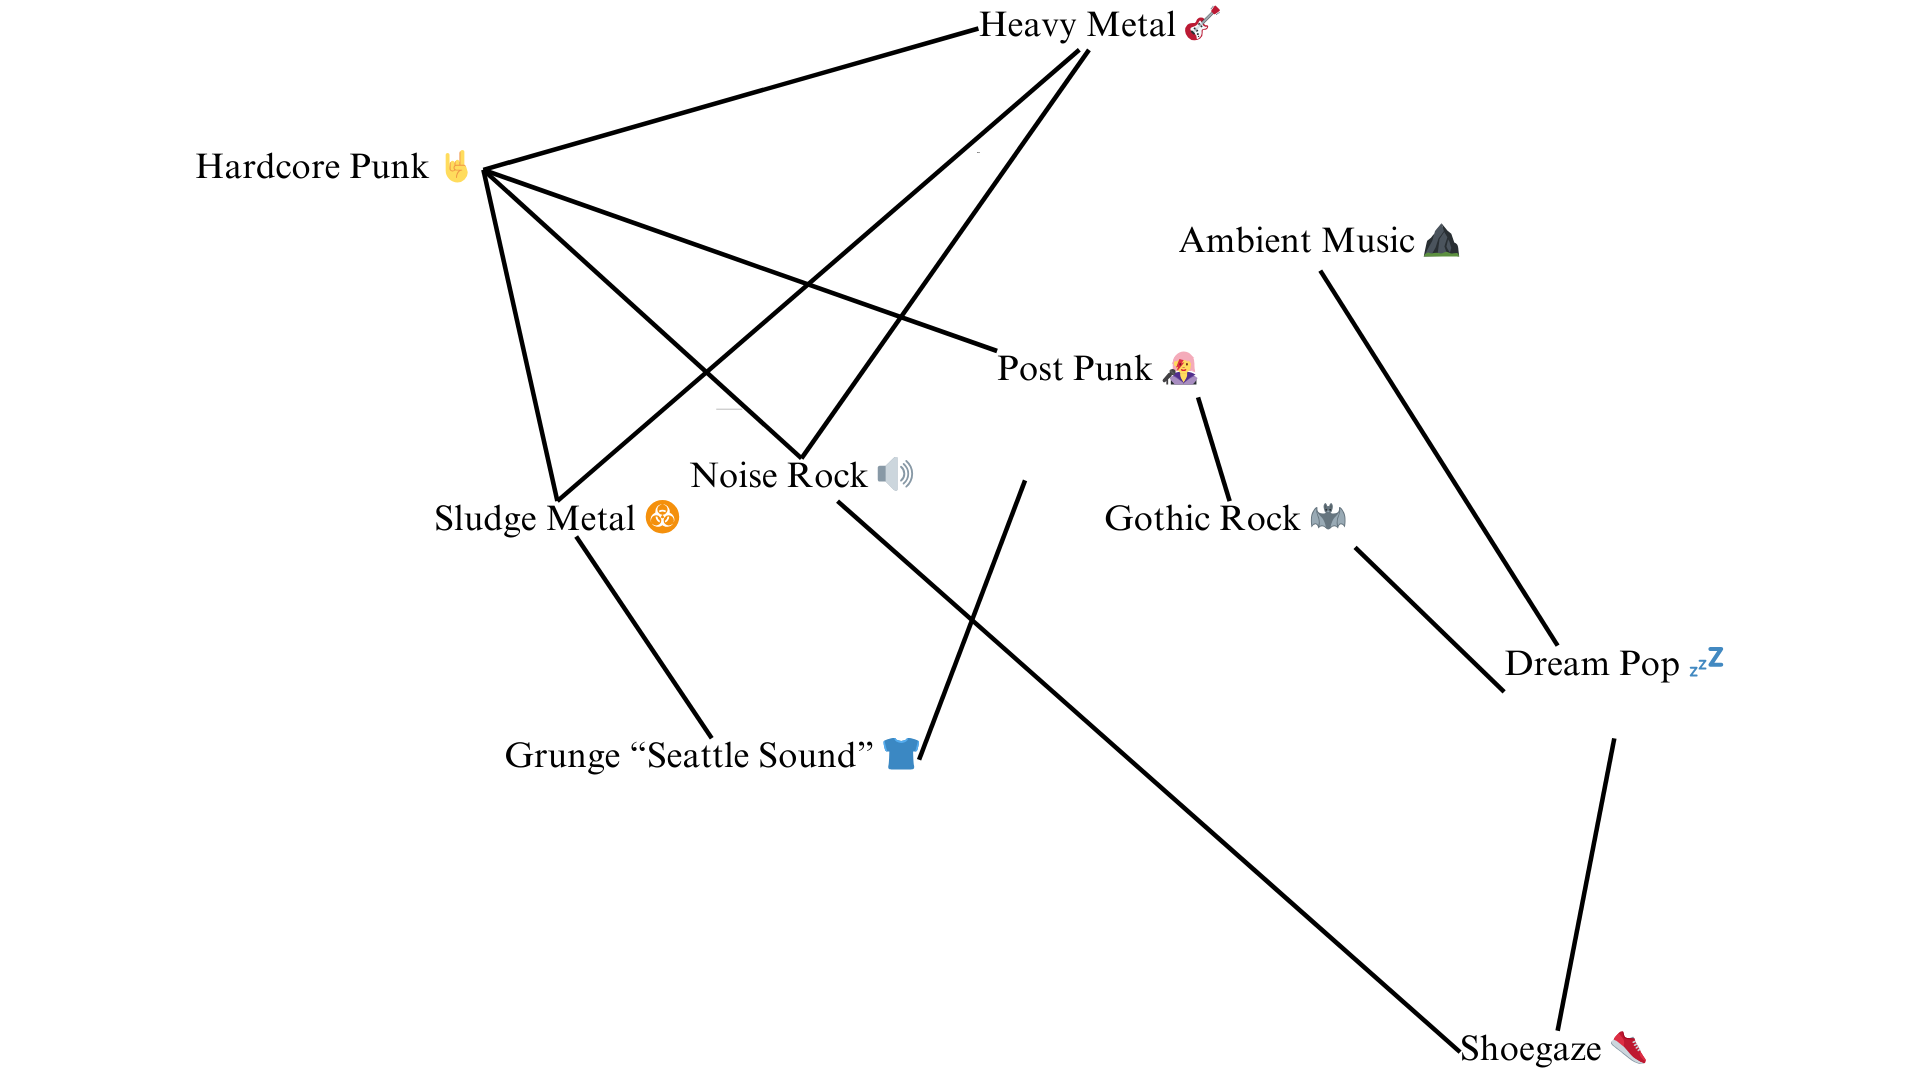 Heavy Metal 🎸
Hardcore Punk 🤘
Ambient Music ⛰
Post Punk 👩‍🎤
Noise Rock 🔊
Sludge Metal ☣
Gothic Rock 🦇
Dream Pop 💤
Grunge “Seattle Sound” 👕
Shoegaze 👟